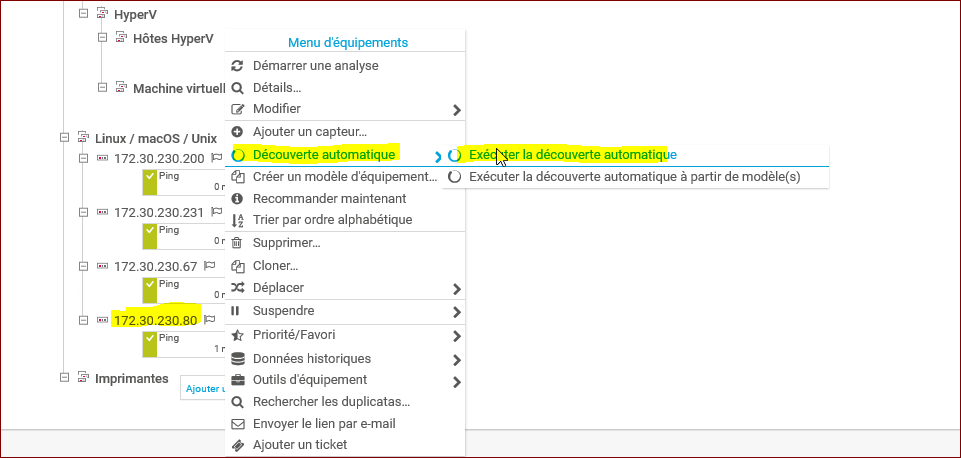 HyperV
Hôtes HyperV
Menu d'équipements
Démarrer une analyse
Détails...
Machine virtuell
Modifier
Ajouter un capteur...
Linux / macOS / Unix
172.30.230.200
Découverte automatique
Exécuter la découverte automatique
Ping
Créer un modèle d'équipement...
Exécuter la découverte automatique à partir de modèle(s)
Recommander maintenant
172.30.230.231
Trier par ordre alphabétique
Ping
0 r
Supprimer...
172.30.230.67
Cloner...
Ping
0 r
Déplacer
172.30.230.80
Suspendre
Ping
1 r
Priorité/Favori
Données historiques
Imprimantes
Ajouter u
Outils d'équipement
Rechercher les duplicatas...
Envoyer le lien par e-mail
Ajouter un ticket